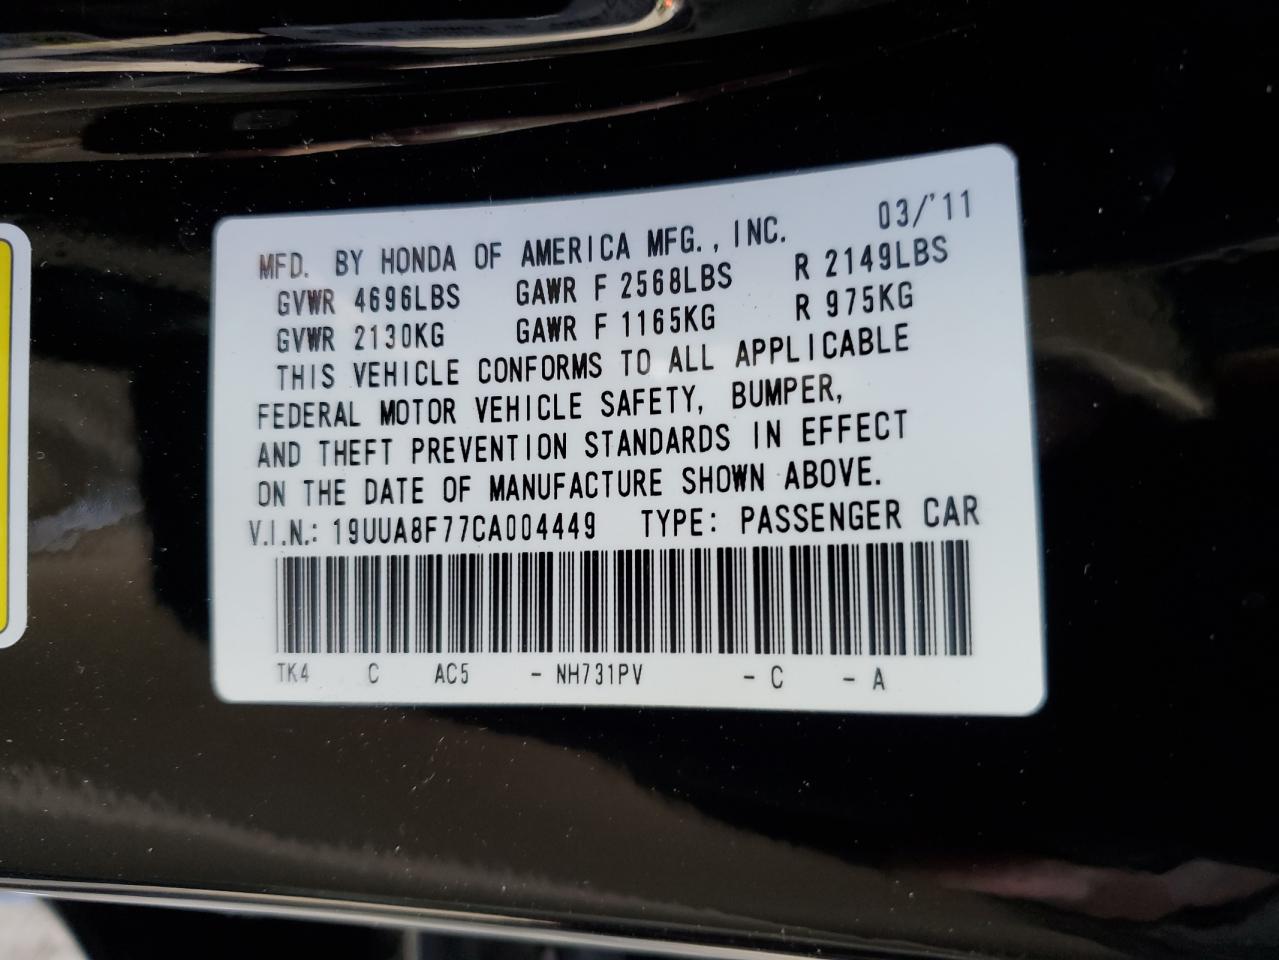 MFD. BY HONDA OF AMERICA MFG., INC. 03/'11
GVWR 4696LBS GAWR F 2568LBS R 2149LBS
GVWR 2130KG GAWR F 1165KG R 975KG
THIS VEHICLE CONFORMS TO ALL APPLICABLE
FEDERAL MOTOR VEHICLE SAFETY, BUMPER,
AND THEFT PREVENTION STANDARDS IN EFFECT
ON THE DATE OF MANUFACTURE SHOWN ABOVE.
V.I.N.: 19UUA8F77CA004449 TYPE: PASSENGER CAR
TK4 C AC5 - NH731PV - C - A